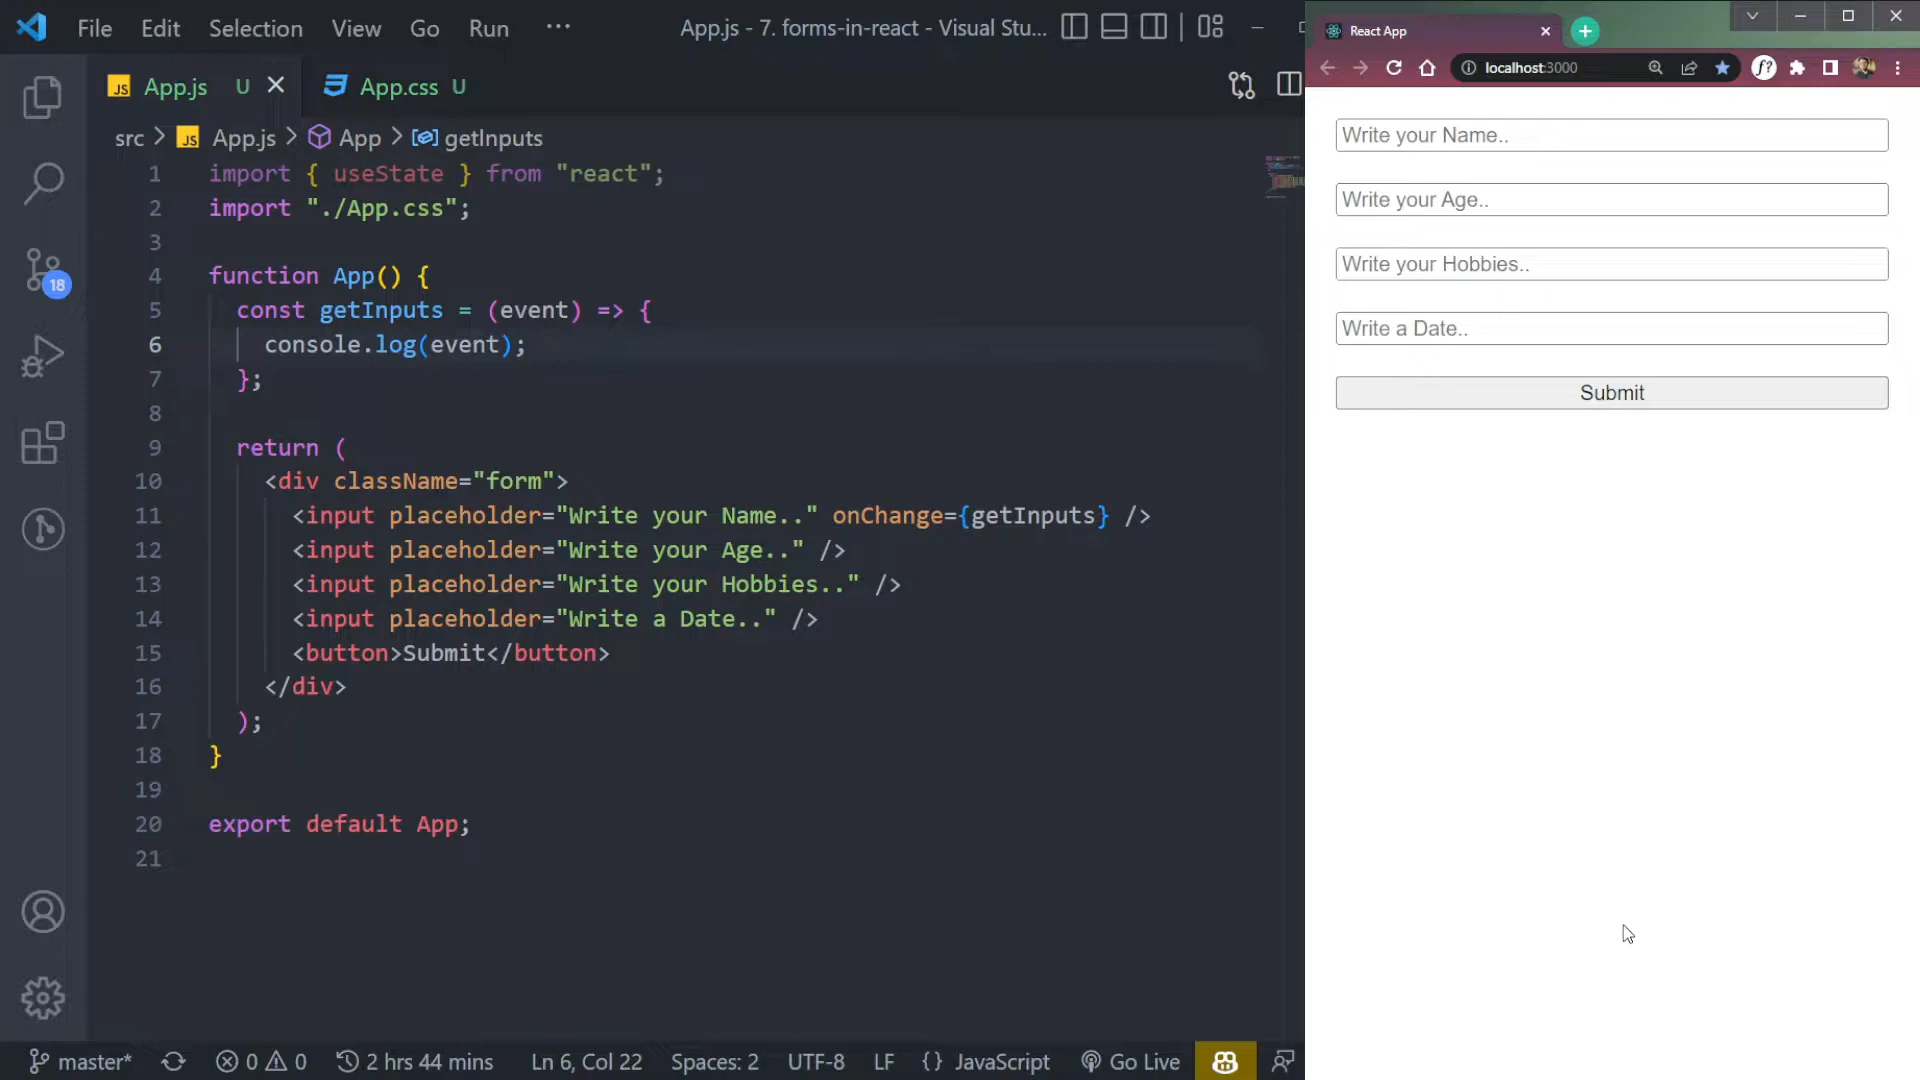 File Edit Selection View Go Run ··· App.js - 7. forms-in-react - Visual Stu...
JS App.js U App.css U
src > JS App.js > App > getInputs
1 import { useState } from "react";
2 import "./App.css";
3
4 function App() {
5 const getInputs = (event) => {
6 console.log(event);
7 };
8
9 return (
10 <div className="form">
11 <input placeholder="Write your Name.." onChange={getInputs} />
12 <input placeholder="Write your Age.." />
13 <input placeholder="Write your Hobbies.." />
14 <input placeholder="Write a Date.." />
15 <button>Submit</button>
16 </div>
17 );
18 }
19
20 export default App;
21
18
master* 0 0 2 hrs 44 mins Ln 6, Col 22 Spaces: 2 UTF-8 LF {} JavaScript Go Live
React App
localhost:3000 f?
Write your Name..
Write your Age..
Write your Hobbies..
Write a Date..
Submit